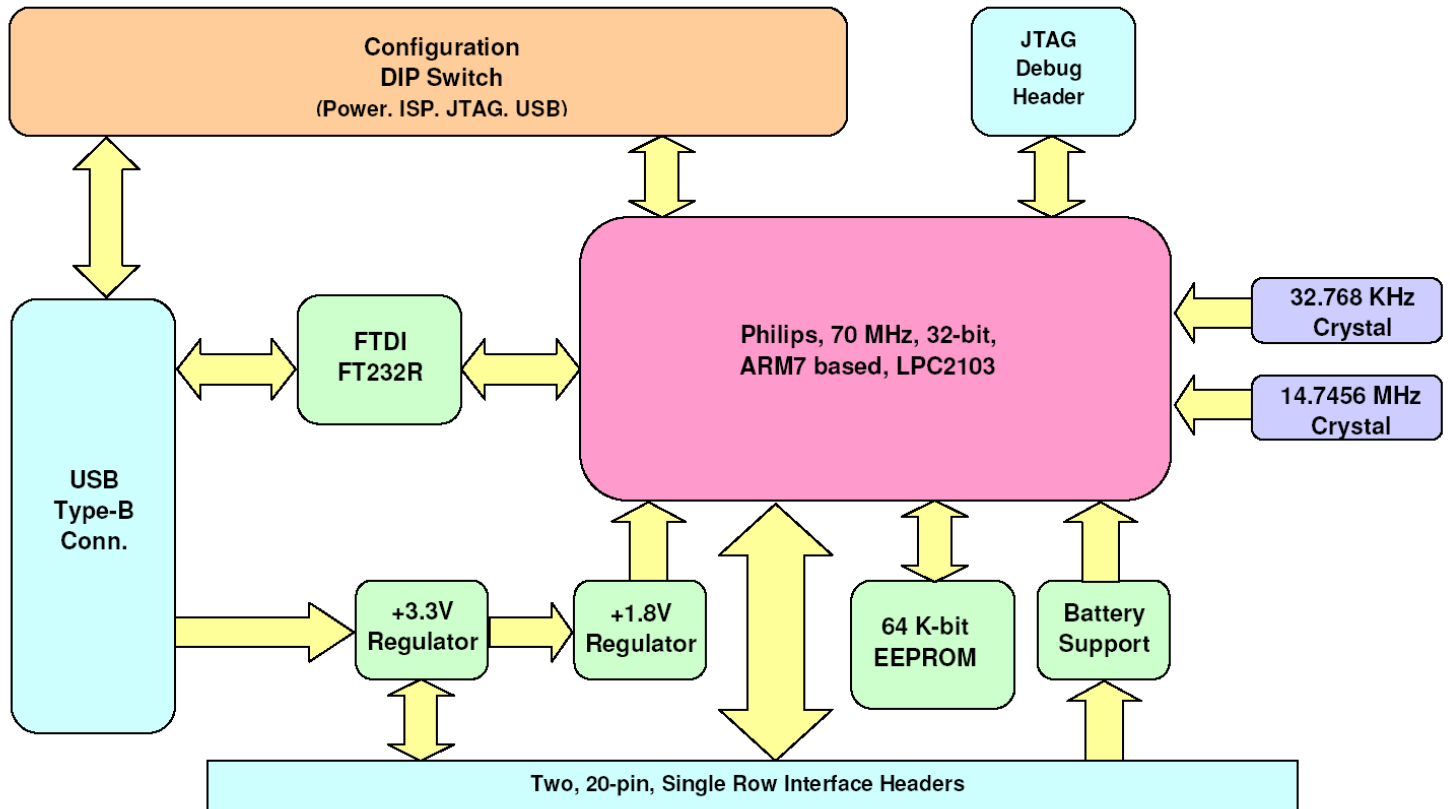 Configuration
DIP Switch
(Power. ISP. JTAG. USB)
JTAG
Debug
Header
32.768 KHz
Crystal
FTDI
FT232R
Philips, 70 MHz, 32-bit,
ARM7 based, LPC2103
14.7456 MHz
Crystal
USB
Type-B
Conn.
+3.3V
Regulator
+1.8V
Regulator
64 K-bit
EEPROM
Battery
Support
Two, 20-pin, Single Row Interface Headers